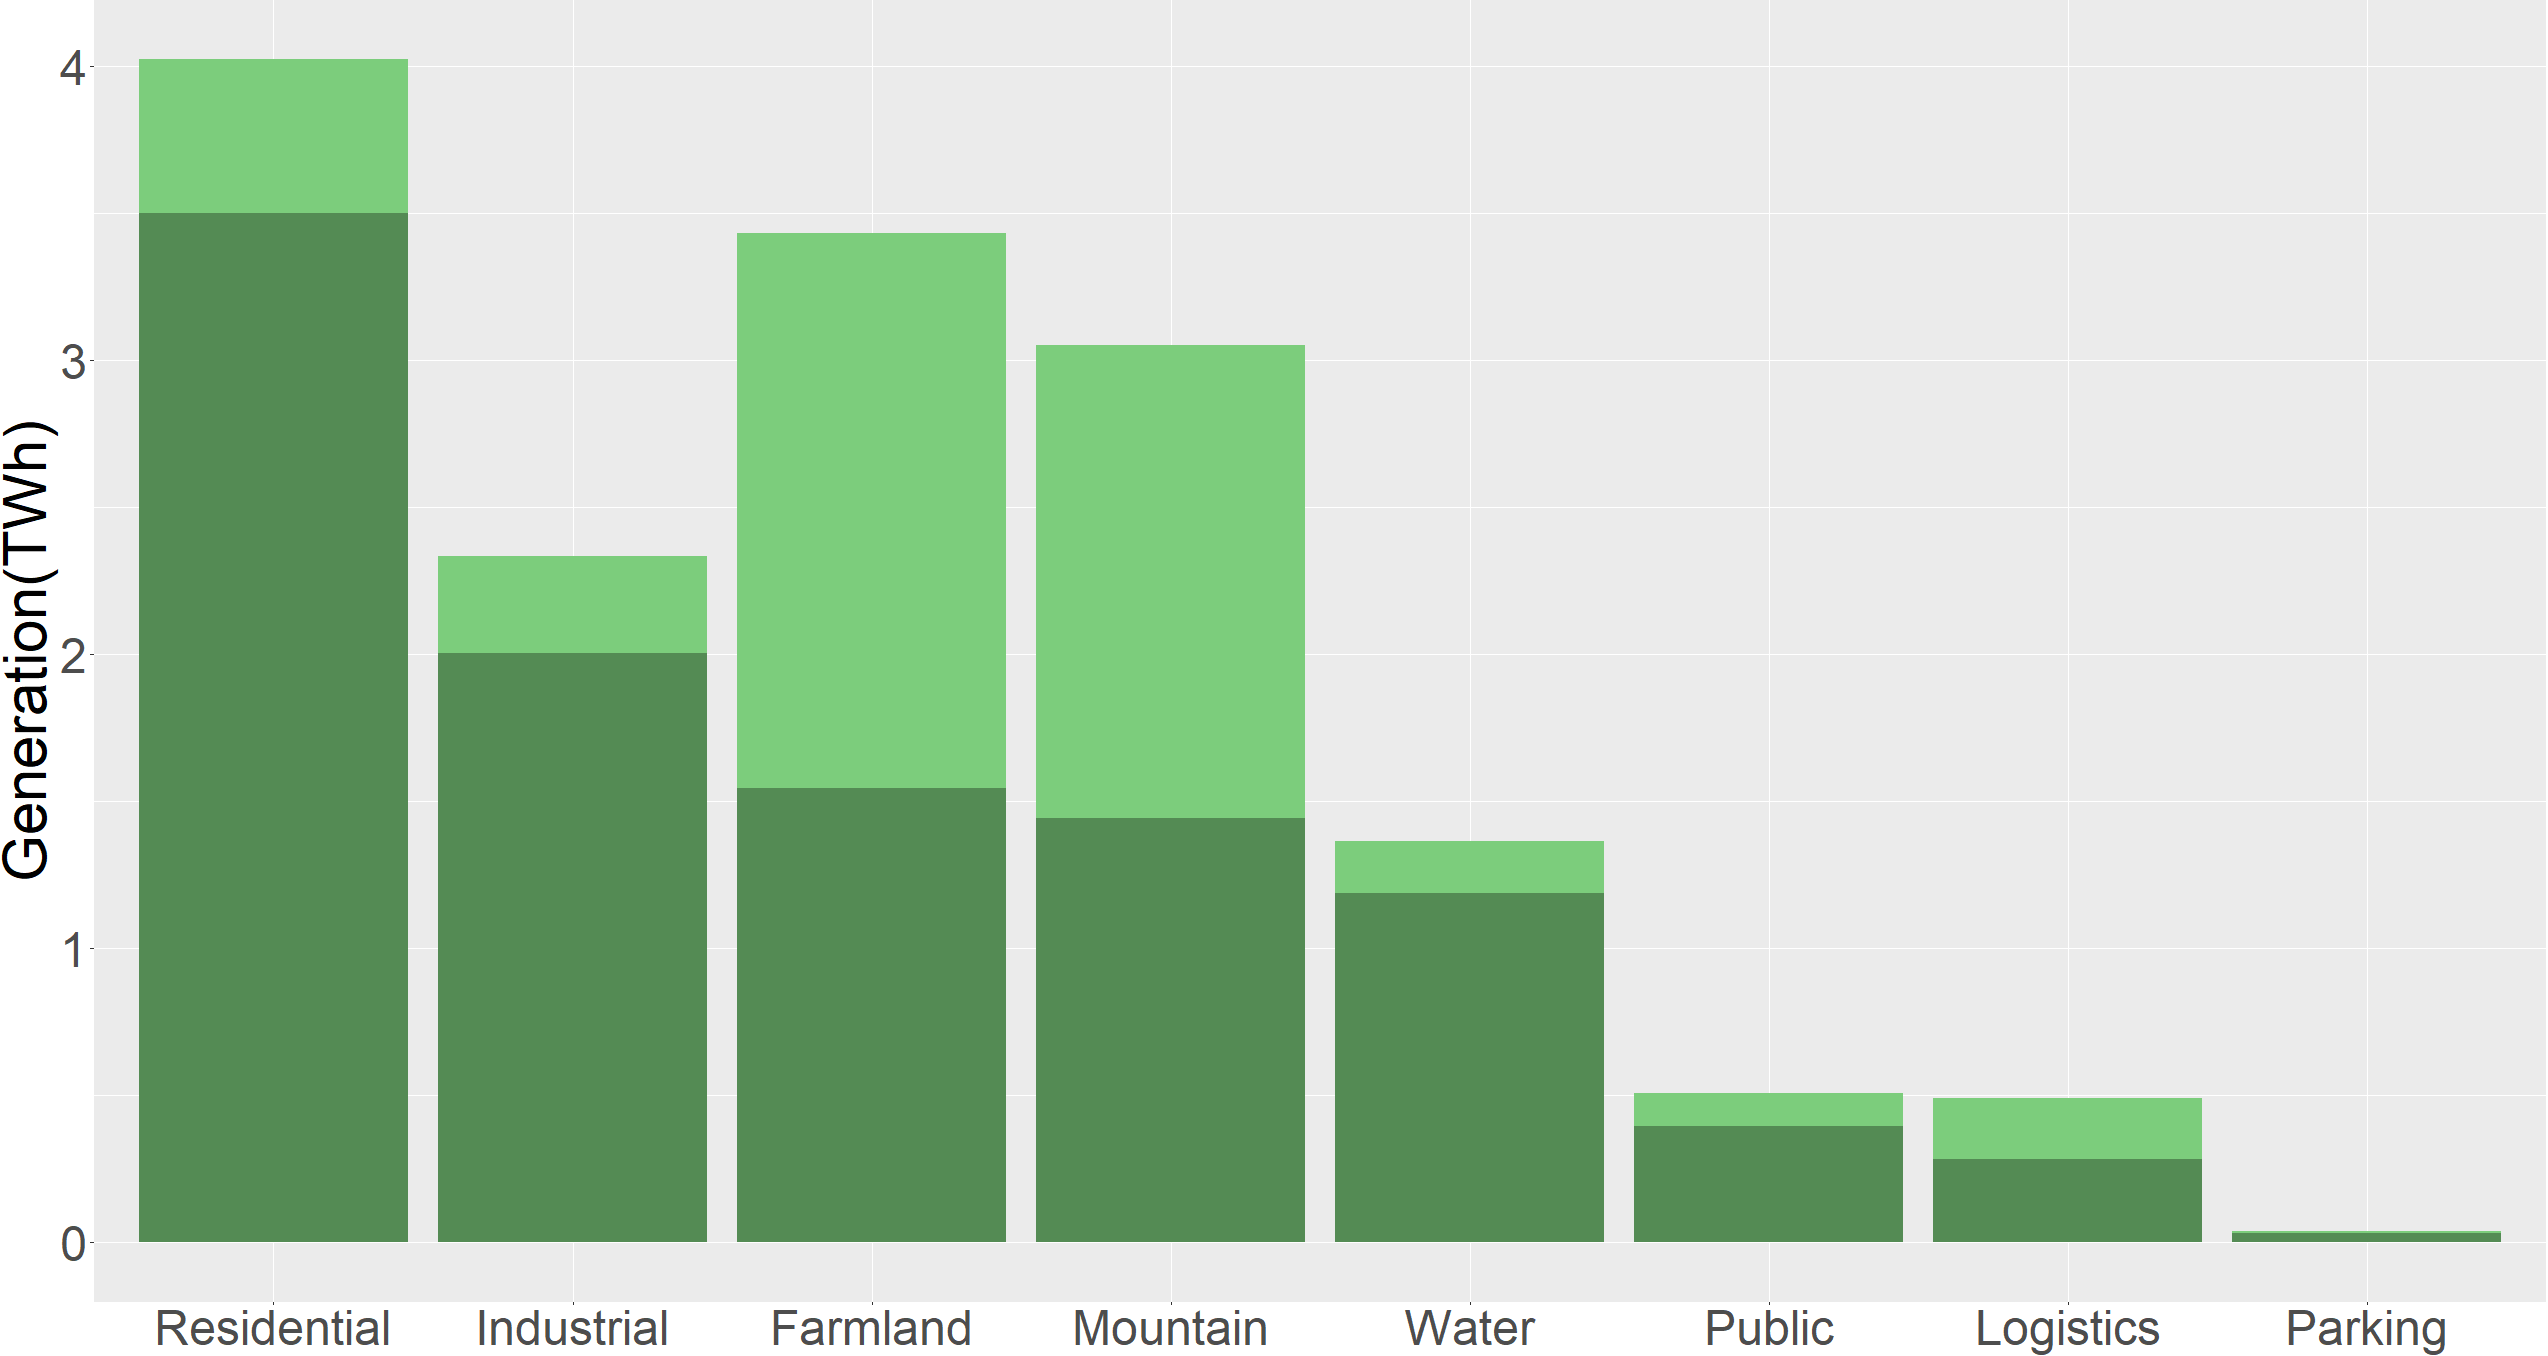 Generation(TWh)
4
3
2
1
0
Residential Industrial Farmland Mountain Water Public Logistics Parking